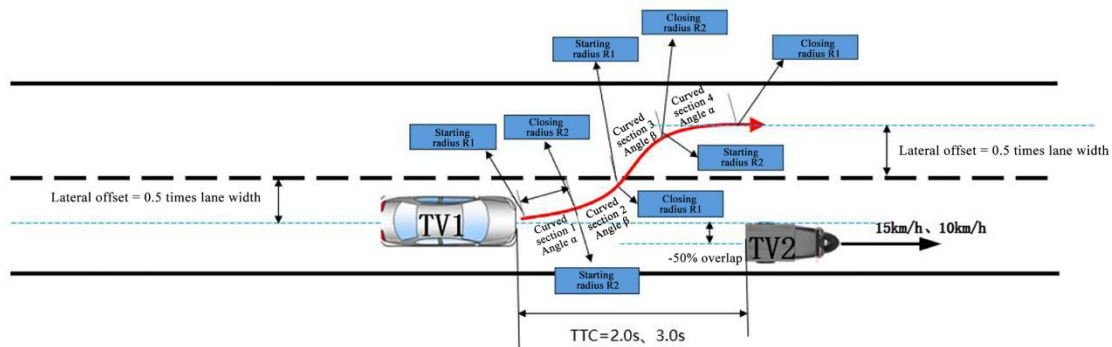 Closing
radius R2
Starting
radius R1
Closing
radius R1
Curved
section 4
Angle α
Curved
section 3
Angle β
Closing
radius R2
Starting
radius R1
Starting
radius R2
Lateral offset = 0.5 times lane width
Lateral offset = 0.5 times lane width
Closing
radius R1
TV1
Curved
section 1
Angle α
Curved
section 2
Angle β
15km/h、10km/h
TV2
-50% overlap
Starting
radius R2
TTC=2.0s、3.0s